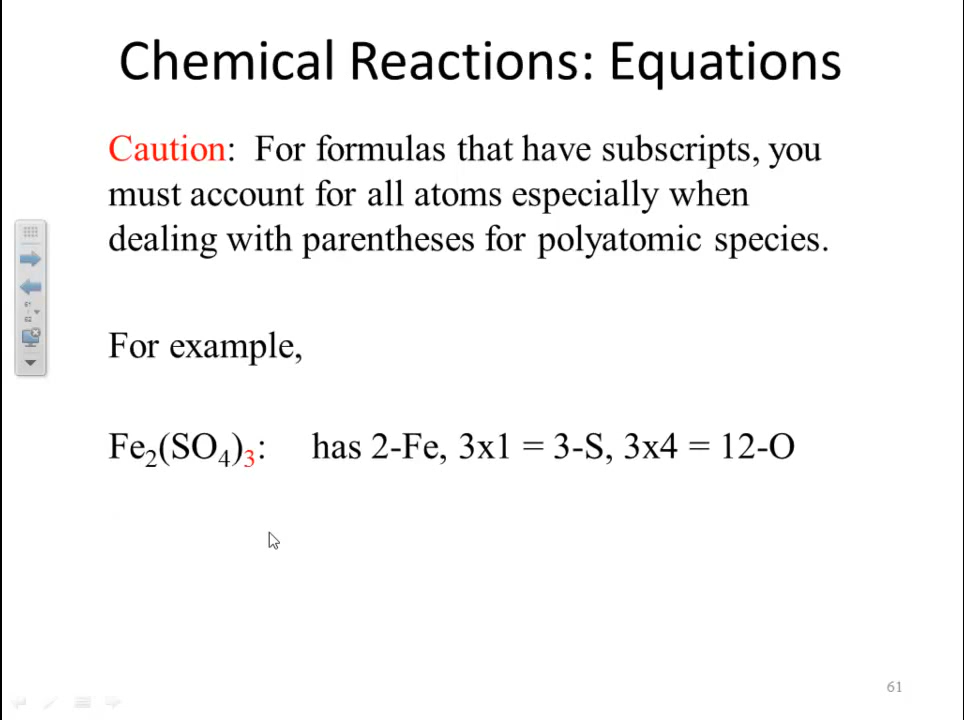 Chemical Reactions: Equations
Caution: For formulas that have subscripts, you
must account for all atoms especially when
dealing with parentheses for polyatomic species.
For example,
Fe₂(SO₄)₃: has 2-Fe, 3x1 = 3-S, 3x4 = 12-O
61